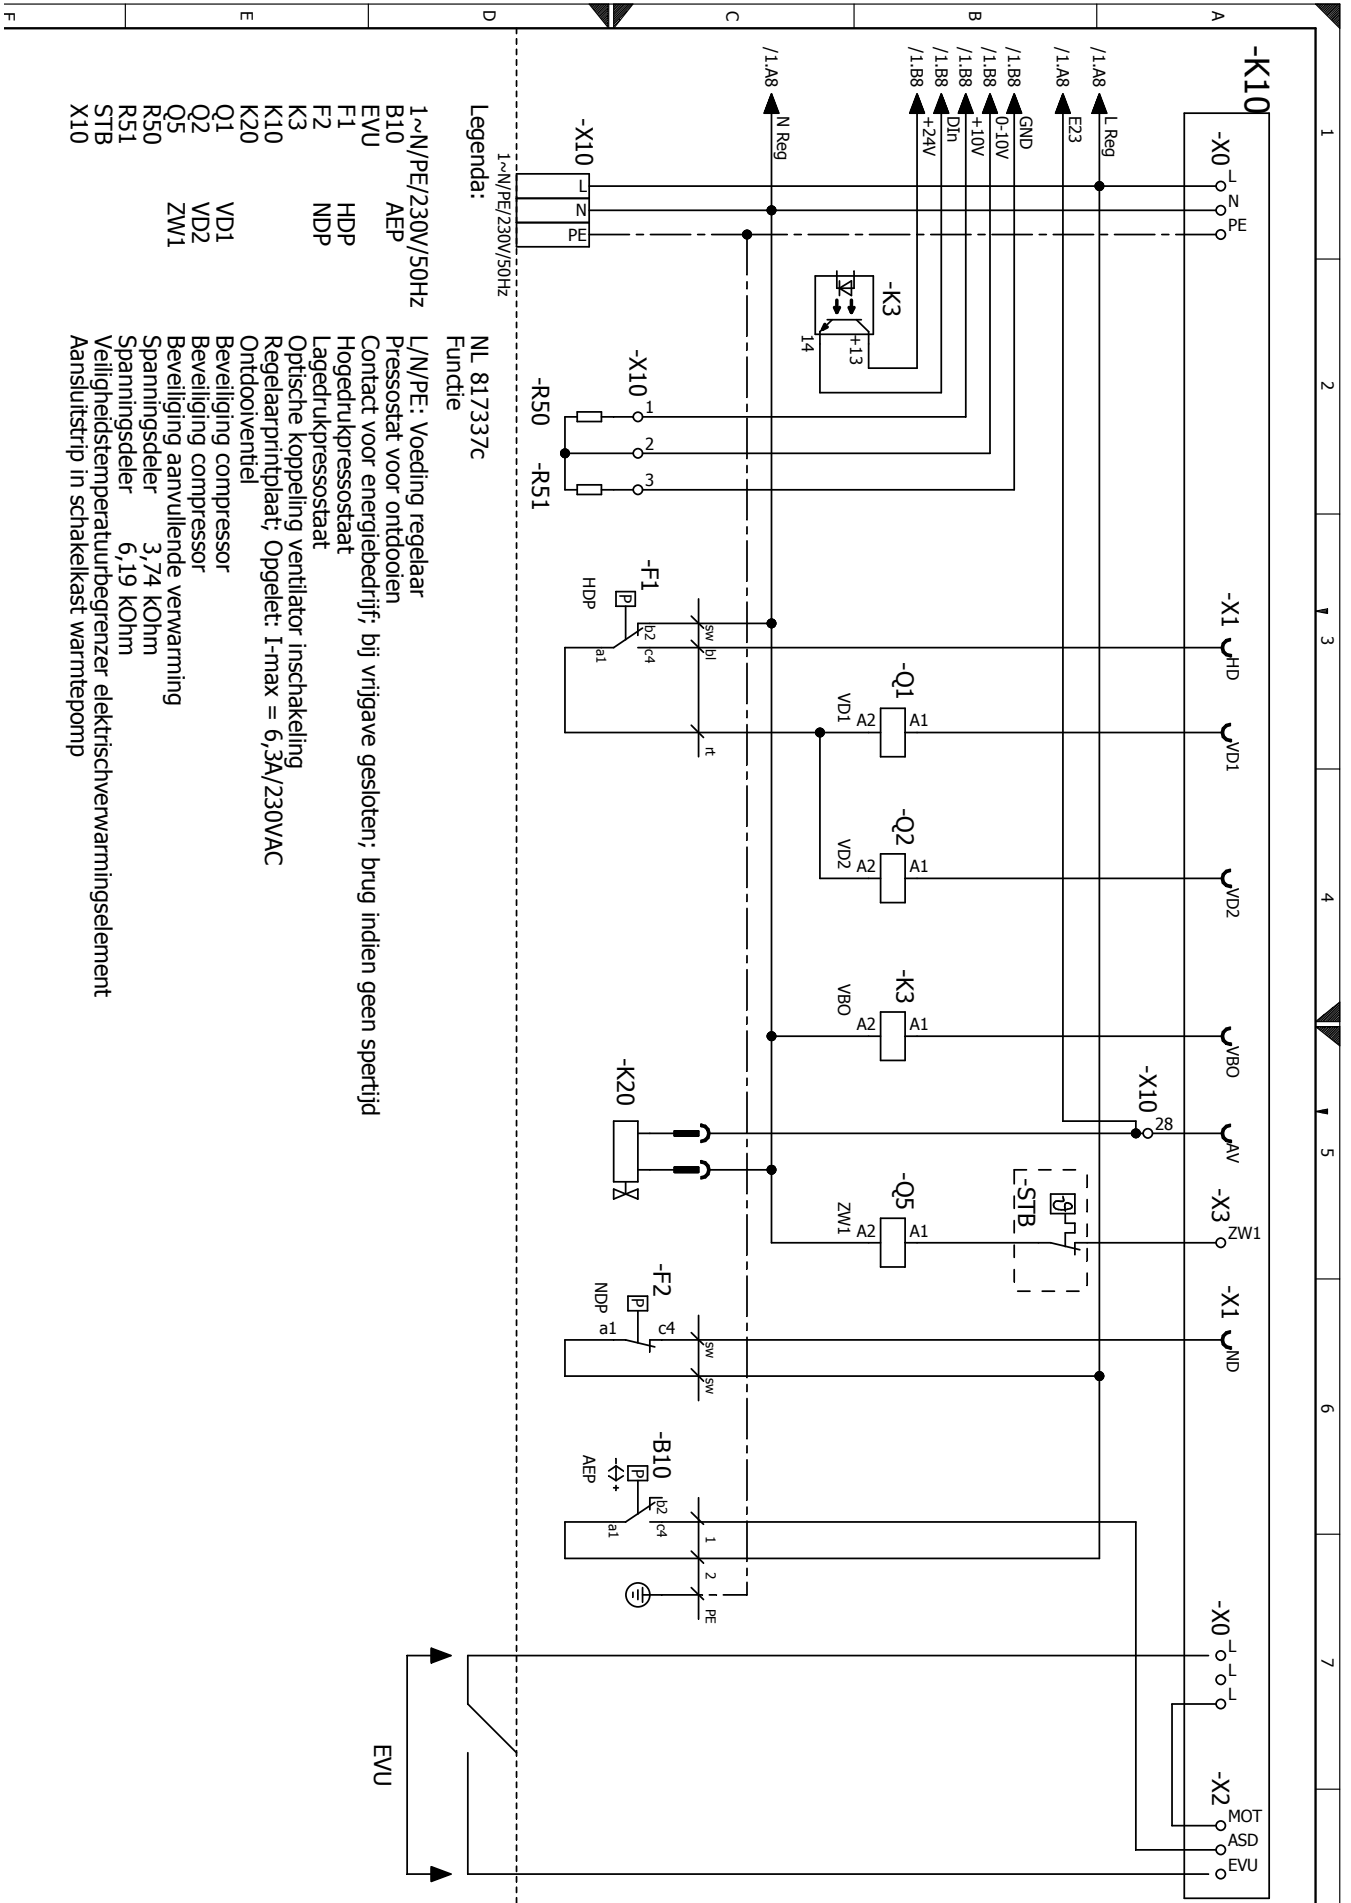 1
2
3
4
5
6
7
A
B
C
D
E
F
-K10
-X0
L
N
PE
-X1
HD
VD1
VD2
VBO
AV
-X3
ZW1
-X1
ND
-X0
L
L
L
-X2
MOT
ASD
EVU
/1.A8
L Reg
/1.A8
E23
/1.B8
GND
/1.B8
0-10V
/1.B8
+10V
/1.B8
DIn
/1.B8
+24V
/1.A8
N Reg
-X10
28
-STB
ϑ
-K3
+13
14
-Q1
A1
A2
VD1
-Q2
A1
A2
VD2
-K3
A1
A2
VBO
-Q5
A1
A2
ZW1
-X10
1
2
3
-R50
-R51
-F1
P
HDP
b2
c4
a1
sw
bl
rt
-K20
-F2
P
NDP
a1
c4
sw
sw
-B10
P
- +
AEP
b2
c4
a1
1
2
PE
-X10
L
N
PE
1~N/PE/230V/50Hz
EVU
Legenda:
NL 817337c
Functie
1~N/PE/230V/50Hz L/N/PE: Voeding regelaar
B10 AEP Pressostat voor ontdooien
EVU Contact voor energiebedrijf; bij vrijgave gesloten; brug indien geen spertijd
F1 HDP Hogedrukpressostaat
F2 NDP Lagedrukpressostaat
K3 Optische koppeling ventilator inschakeling
K10 Regelaarprintplaat; Opgelet: I-max = 6,3A/230VAC
K20 Ontdooiventiel
Q1 VD1 Beveiliging compressor
Q2 VD2 Beveiliging compressor
Q5 ZW1 Beveiliging aanvullende verwarming
R50 Spanningsdeler 3,74 kOhm
R51 Spanningsdeler 6,19 kOhm
STB Veiligheidstemperatuurbegrenzer elektrischverwarmingselement
X10 Aansluitstrip in schakelkast warmtepomp